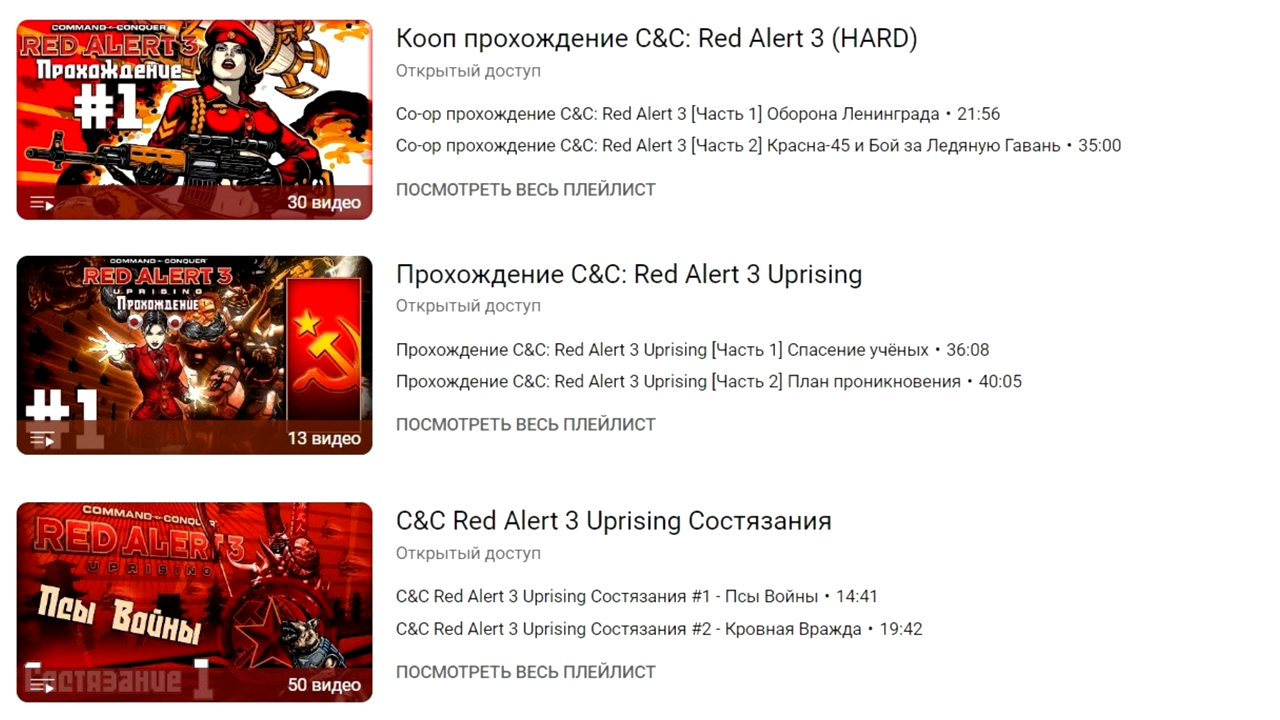 COMMAND & CONQUER
RED ALERT 3
Прохождение
#1
30 видео
Кооп прохождение C&C: Red Alert 3 (HARD)
Открытый доступ
Co-op прохождение C&C: Red Alert 3 [Часть 1] Оборона Ленинграда • 21:56
Co-op прохождение C&C: Red Alert 3 [Часть 2] Красна-45 и Бой за Ледяную Гавань • 35:00
ПОСМОТРЕТЬ ВЕСЬ ПЛЕЙЛИСТ
COMMAND & CONQUER
RED ALERT 3
UPRISING
Прохождение
#1
13 видео
Прохождение C&C: Red Alert 3 Uprising
Открытый доступ
Прохождение C&C: Red Alert 3 Uprising [Часть 1] Спасение учёных • 36:08
Прохождение C&C: Red Alert 3 Uprising [Часть 2] План проникновения • 40:05
ПОСМОТРЕТЬ ВЕСЬ ПЛЕЙЛИСТ
COMMAND & CONQUER
RED ALERT 3
UPRISING
Псы Войны
Состязание 1
50 видео
C&C Red Alert 3 Uprising Состязания
Открытый доступ
C&C Red Alert 3 Uprising Состязания #1 - Псы Войны • 14:41
C&C Red Alert 3 Uprising Состязания #2 - Кровная Вражда • 19:42
ПОСМОТРЕТЬ ВЕСЬ ПЛЕЙЛИСТ